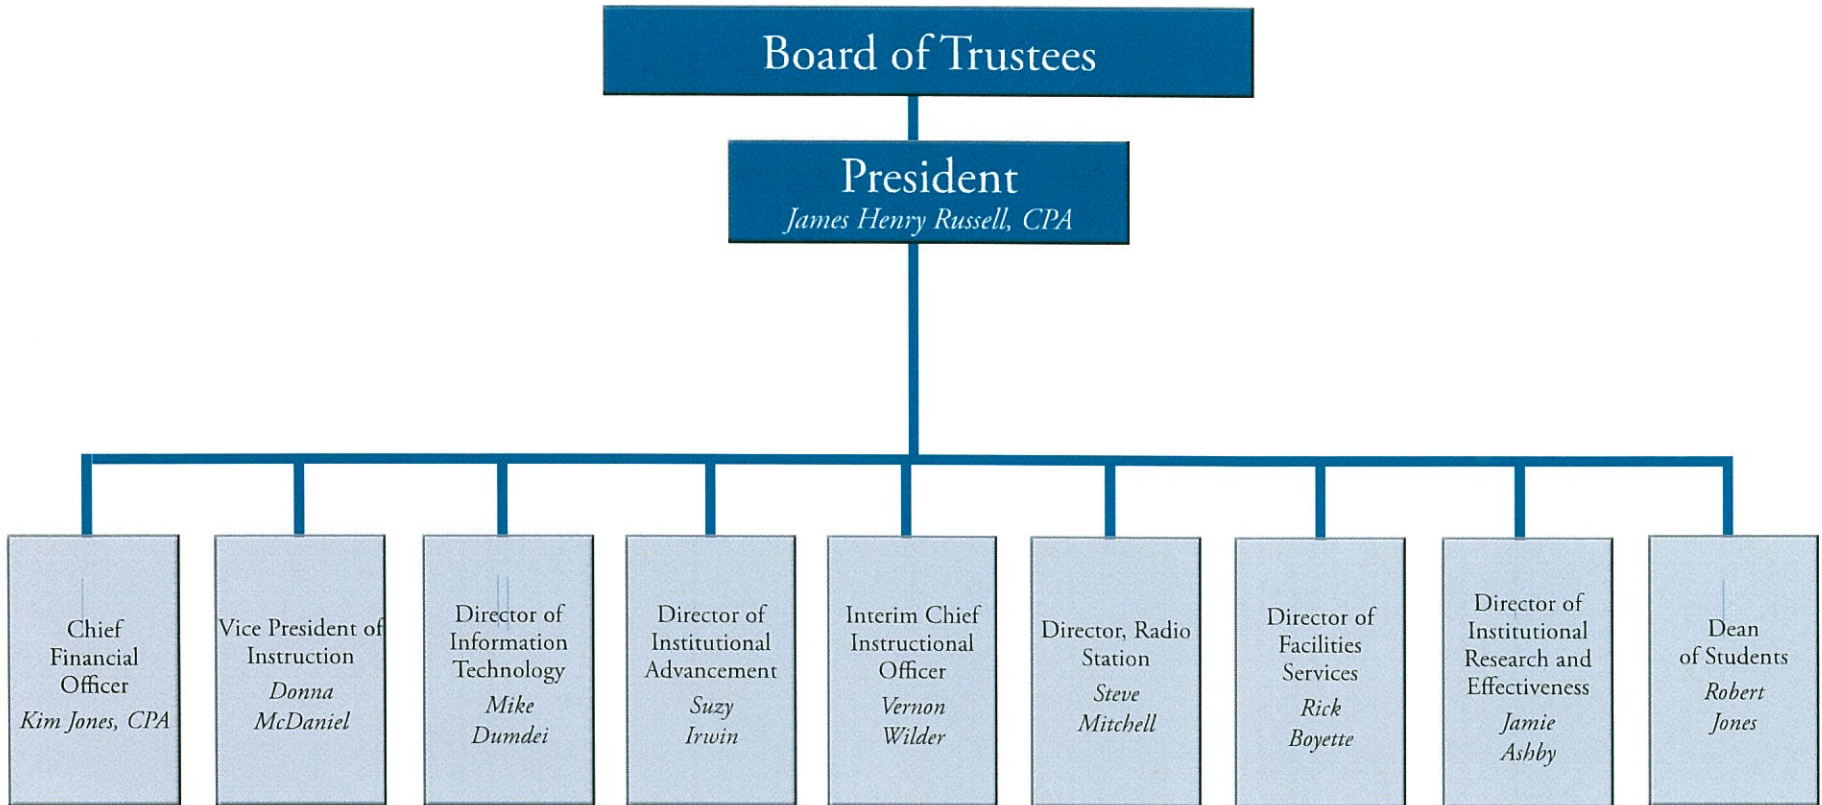 Board of Trustees
President
James Henry Russell, CPA
Chief
Financial
Officer
Kim Jones, CPA
Vice President of
Instruction
Donna
McDaniel
Director of
Information
Technology
Mike
Dumdei
Director of
Institutional
Advancement
Suzy
Irwin
Interim Chief
Instructional
Officer
Vernon
Wilder
Director, Radio
Station
Steve
Mitchell
Director of
Facilities
Services
Rick
Boyette
Director of
Institutional
Research and
Effectiveness
Jamie
Ashby
Dean
of Students
Robert
Jones